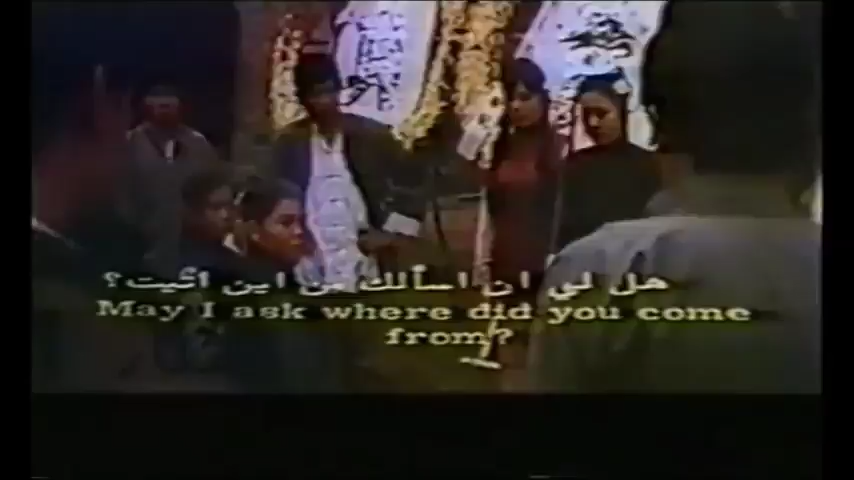 هل لي ان اسألك من اين اتيت؟
May I ask where did you come
from?